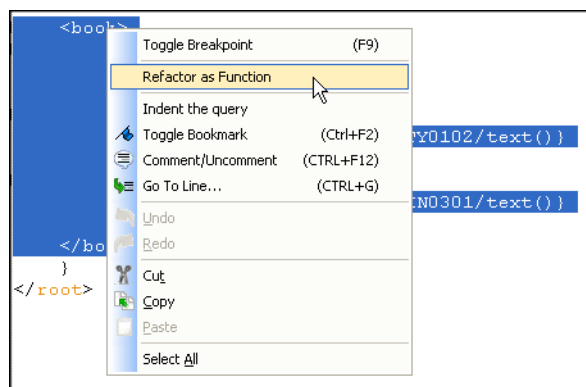 <book>
Toggle Breakpoint (F9)
Refactor as Function
Indent the query
Toggle Bookmark (Ctrl+F2)
Comment/Uncomment (CTRL+F12)
Go To Line... (CTRL+G)
Y0102/text()}
IN0301/text()}
Undo
Redo
</bo
}
</root>
Cut
Copy
Paste
Select All